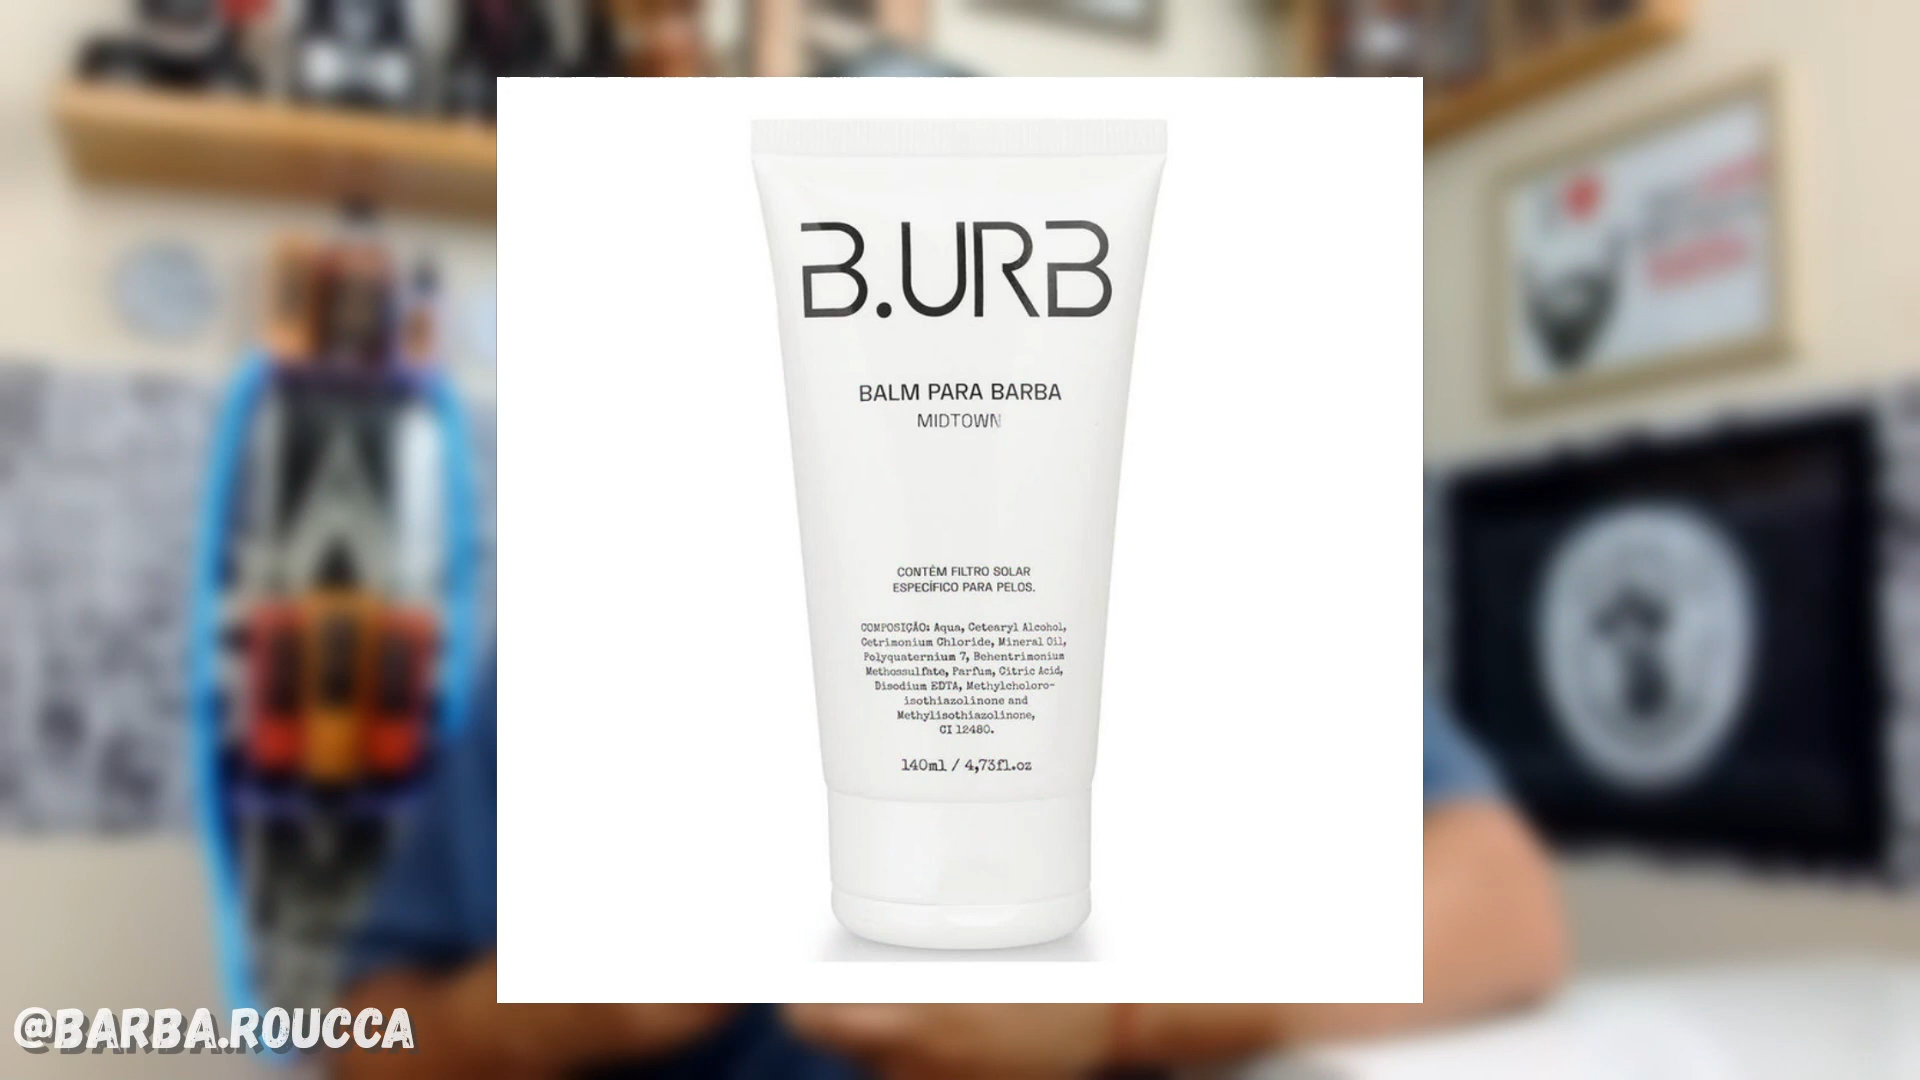 B.URB
BALM PARA BARBA
MIDTOWN
CONTÉM FILTRO SOLAR
ESPECÍFICO PARA PELOS.
COMPOSIÇÃO: Aqua, Cetearyl Alcohol,
Cetrimonium Chloride, Mineral Oil,
Polyquaternium 7, Behentrimonium
Methossulfate, Parfum, Citric Acid,
Disodium EDTA, Methylcholoro-
isothiazolinone and
Methylisothiazolinone,
CI 12480.
140ml / 4,73fl.oz
@BARBA.ROUCCA